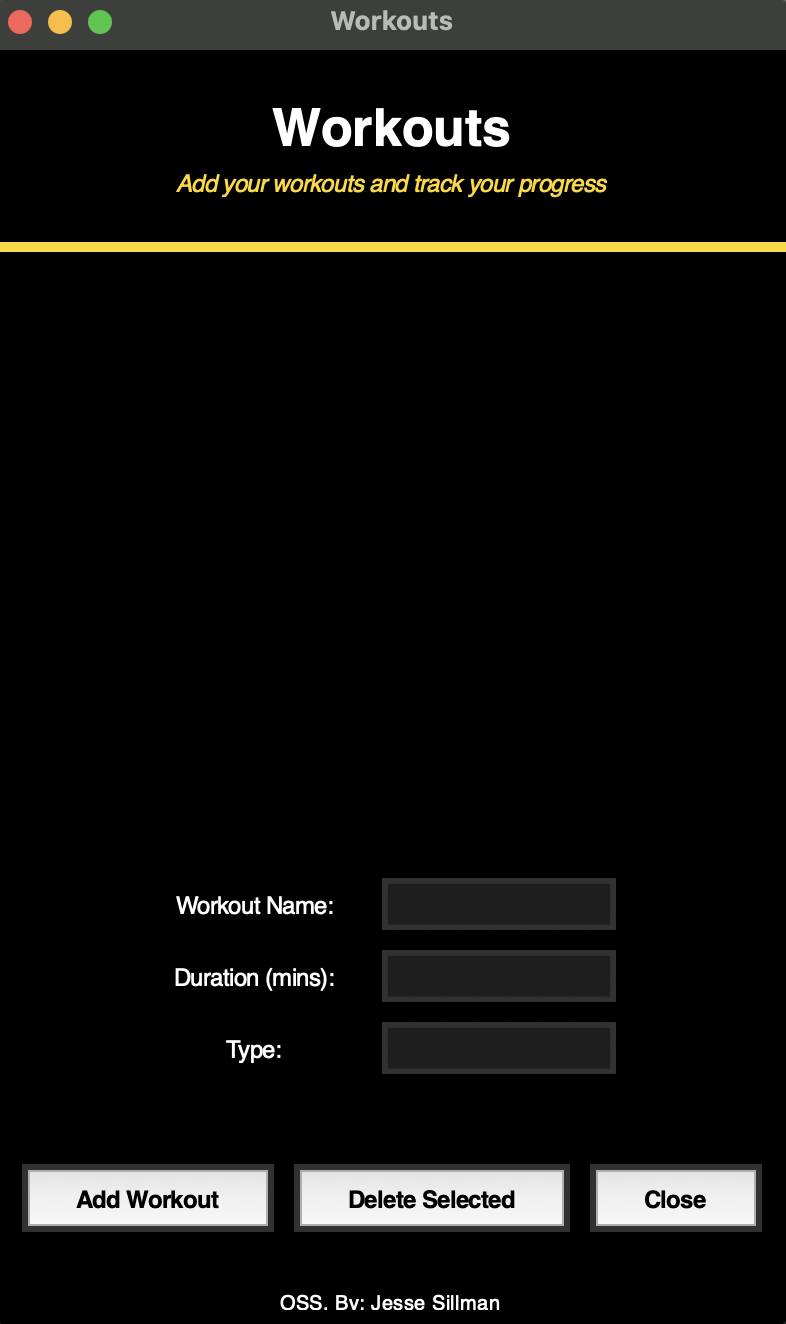 Workouts
Workouts
Add your workouts and track your progress
Workout Name:
Duration (mins):
Type:
Add Workout Delete Selected Close
OSS. By: Jesse Sillman